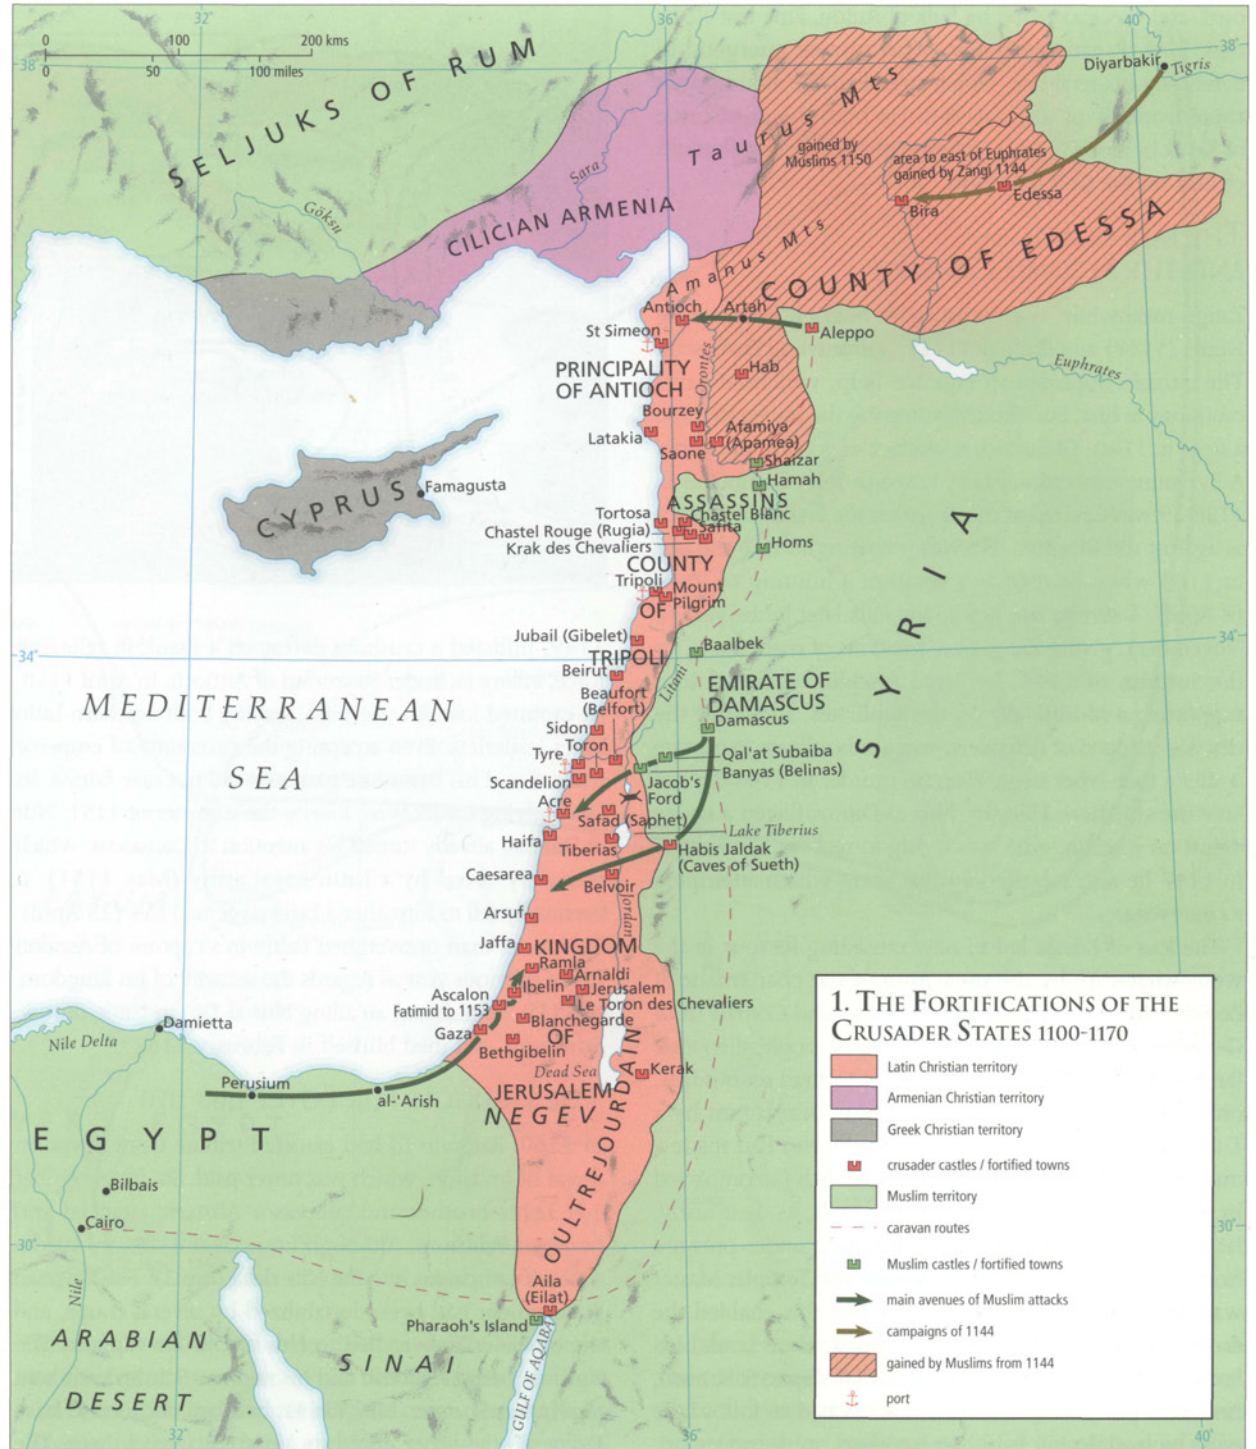 32°
36°
40°
0 100 200 kms
0 50 100 miles
38°
38°
SELJUKS OF RUM
Diyarbakir
Tigris
Taurus Mts
gained by
Muslims 1150
area to east of Euphrates
gained by Zangi 1144
Sara
Göksu
Edessa
Bira
CILICIAN ARMENIA
COUNTY OF EDESSA
Amanus Mts
Antioch
Artah
St Simeon
Aleppo
PRINCIPALITY
OF ANTIOCH
Orontes
Hab
Euphrates
Bourzey
Latakia
Afamiya
(Apamea)
Saone
Shaizar
Hamah
CYPRUS
Famagusta
ASSASSINS
Tortosa
Chastel Blanc
Chastel Rouge (Rugia)
Safita
Krak des Chevaliers
Homs
COUNTY
OF
TRIPOLI
Tripoli
Mount
Pilgrim
SYRIA
Jubail (Gibelet)
Baalbek
34°
34°
Beirut
Litani
MEDITERRANEAN
SEA
Beaufort
(Belfort)
EMIRATE OF
DAMASCUS
Damascus
Sidon
Toron
Tyre
Qal'at Subaiba
Banyas (Belinas)
Scandelion
Jacob's
Ford
Acre
Safad (Saphet)
Lake Tiberius
Haifa
Tiberias
Habis Jaldak
(Caves of Sueth)
Caesarea
Belvoir
Jordan
Arsuf
Jaffa
KINGDOM
OF
JERUSALEM
Ramla
Arnaldi
Ibelin
Jerusalem
Ascalon
Fatimid to 1153
Le Toron des Chevaliers
Blanchegarde
Gaza
Bethgibelin
Dead Sea
Kerak
NEGEV
OULTREJOURDAIN
Damietta
Nile Delta
Perusium
al-'Arish
EGYPT
Bilbais
Cairo
30°
30°
Nile
Aila
(Eilat)
Pharaoh's Island
GULF OF AQABA
ARABIAN
DESERT
SINAI
32°
36°
40°
1. THE FORTIFICATIONS OF THE
CRUSADER STATES 1100-1170
Latin Christian territory
Armenian Christian territory
Greek Christian territory
crusader castles / fortified towns
Muslim territory
caravan routes
Muslim castles / fortified towns
main avenues of Muslim attacks
campaigns of 1144
gained by Muslims from 1144
port